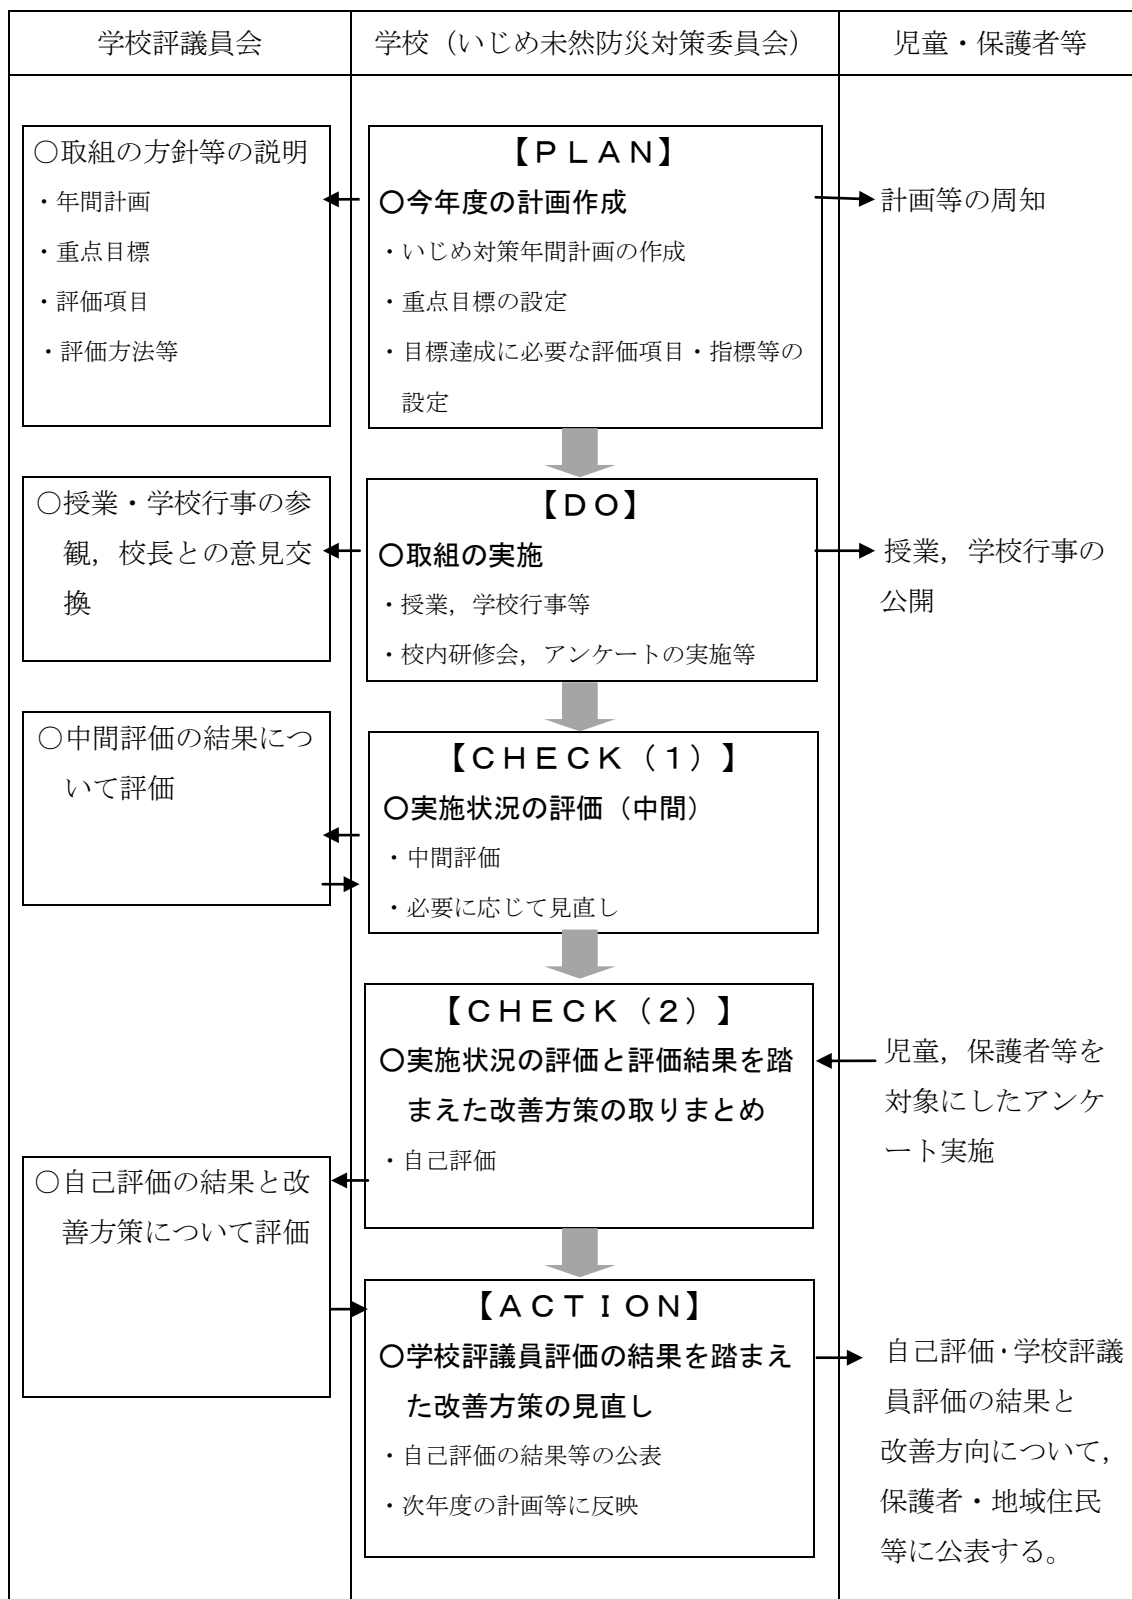 学校評議員会
学校（いじめ未然防災対策委員会）
児童・保護者等
○取組の方針等の説明
・年間計画
・重点目標
・評価項目
・評価方法等
【ＰＬＡＮ】
○今年度の計画作成
・いじめ対策年間計画の作成
・重点目標の設定
・目標達成に必要な評価項目・指標等の
設定
計画等の周知
○授業・学校行事の参
観，校長との意見交
換
【ＤＯ】
○取組の実施
・授業，学校行事等
・校内研修会，アンケートの実施等
授業，学校行事の
公開
○中間評価の結果につ
いて評価
【ＣＨＥＣＫ（１）】
○実施状況の評価（中間）
・中間評価
・必要に応じて見直し
【ＣＨＥＣＫ（２）】
○実施状況の評価と評価結果を踏
まえた改善方策の取りまとめ
・自己評価
児童，保護者等を
対象にしたアンケ
ート実施
○自己評価の結果と改
善方策について評価
【ＡＣＴＩＯＮ】
○学校評議員評価の結果を踏まえ
た改善方策の見直し
・自己評価の結果等の公表
・次年度の計画等に反映
自己評価・学校評議
員評価の結果と
改善方向について，
保護者・地域住民
等に公表する。